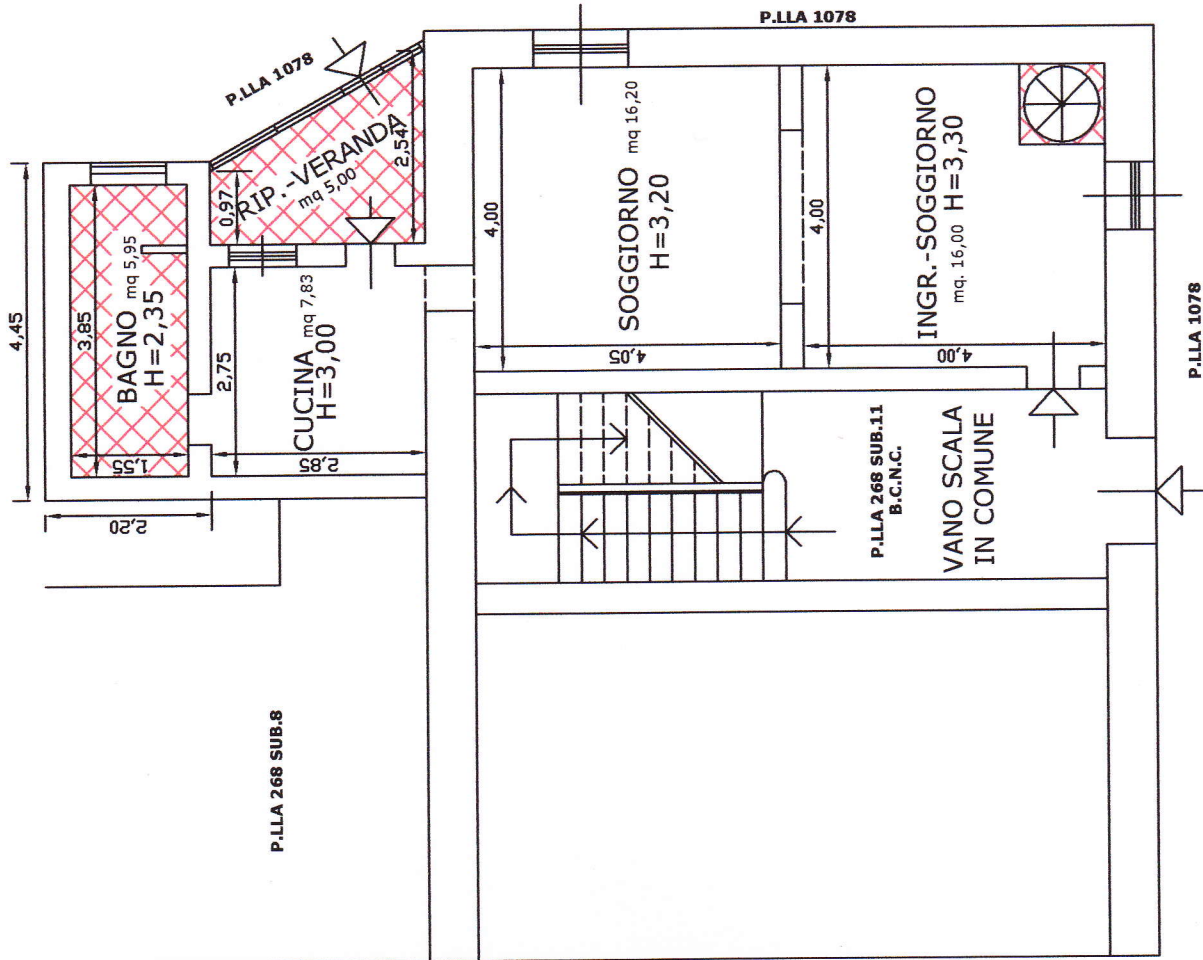 P.LLA 1078
P.LLA 1078
4,45
3,85
BAGNO mq 5,95
H=2,35
1,55
2,20
0,97
RIP.-VERANDA
mq 5,00
2,54
2,75
CUCINA mq 7,83
H=3,00
2,85
4,00
SOGGIORNO mq 16,20
H=3,20
4,05
4,00
INGR.-SOGGIORNO
mq. 16,00 H=3,30
4,00
P.LLA 268 SUB.11
B.C.N.C.
VANO SCALA
IN COMUNE
P.LLA 268 SUB.8
P.LLA 1078